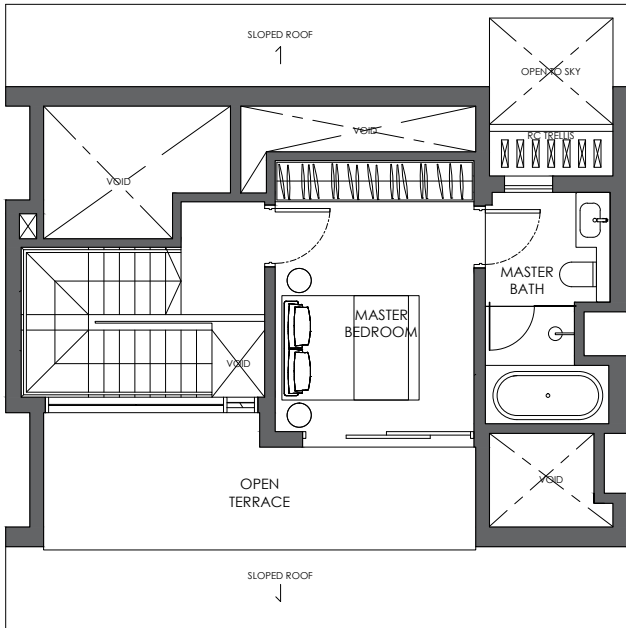 SLOPED ROOF
OPEN TO SKY
VOID
RC TRELLIS
VOID
MASTER
BATH
MASTER
BEDROOM
VOID
OPEN
TERRACE
VOID
SLOPED ROOF